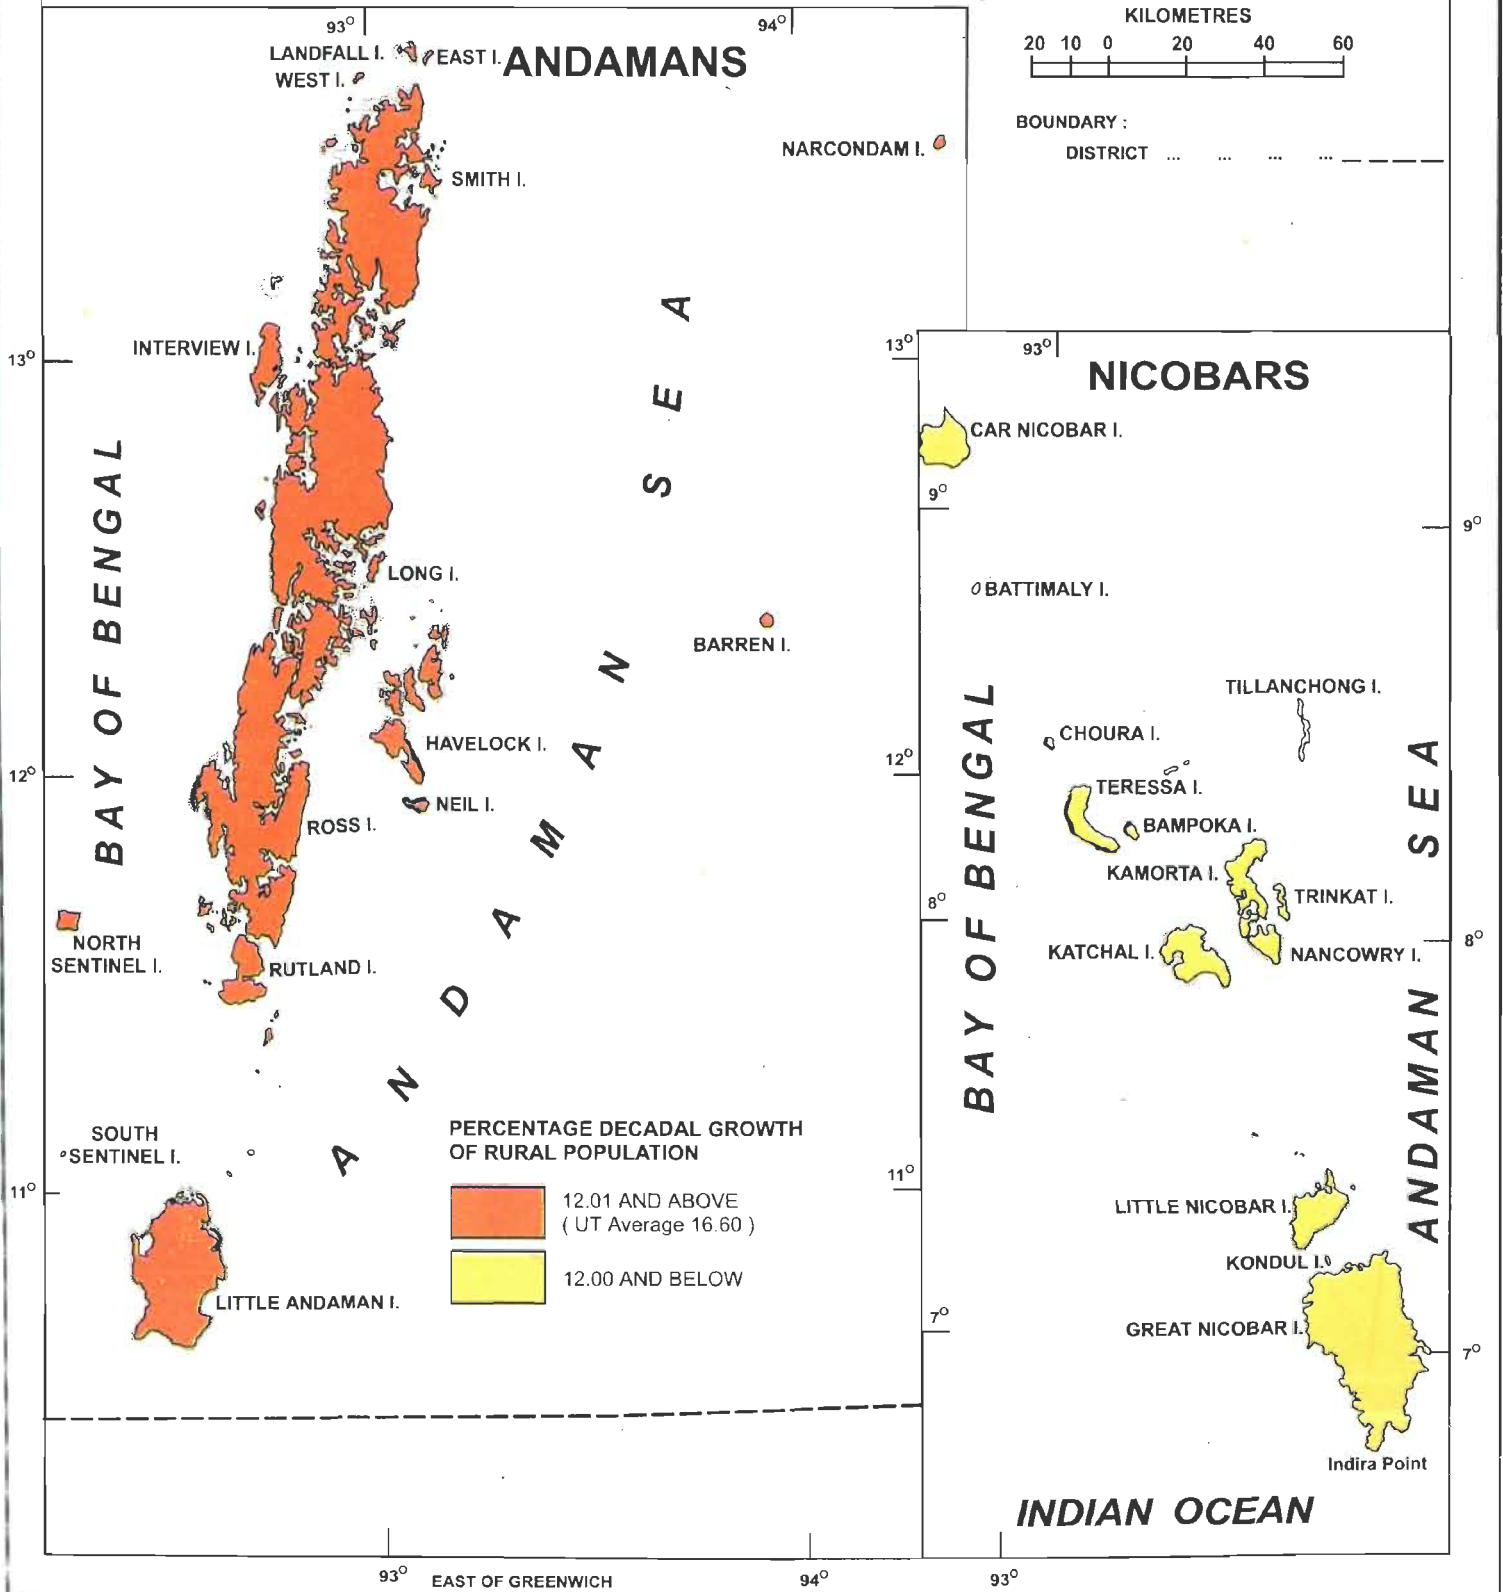 93°
94°
LANDFALL I.
EAST I.
ANDAMANS
WEST I.
NARCONDAM I.
SMITH I.
INTERVIEW I.
13°
13°
BAY OF BENGAL
LONG I.
BARREN I.
HAVELOCK I.
12°
12°
NEIL I.
ROSS I.
NORTH
SENTINEL I.
RUTLAND I.
ANDAMAN SEA
SOUTH
SENTINEL I.
11°
11°
LITTLE ANDAMAN I.
PERCENTAGE DECADAL GROWTH
OF RURAL POPULATION
12.01 AND ABOVE
( UT Average 16.60 )
12.00 AND BELOW
93°
EAST OF GREENWICH
94°
KILOMETRES
20 10 0 20 40 60
BOUNDARY :
DISTRICT ... ... ... ...
93°
NICOBARS
CAR NICOBAR I.
9°
9°
BATTIMALY I.
TILLANCHONG I.
CHOURA I.
TERESSA I.
BAMPOKA I.
KAMORTA I.
TRINKAT I.
8°
8°
KATCHAL I.
NANCOWRY I.
BAY OF BENGAL
ANDAMAN SEA
LITTLE NICOBAR I.
KONDUL I.
GREAT NICOBAR I.
7°
7°
Indira Point
INDIAN OCEAN
93°